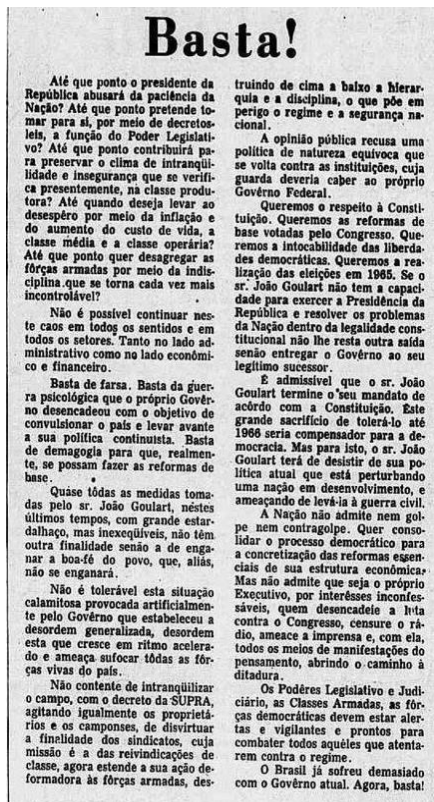 Basta!
Até que ponto o presidente da
República abusará da paciência da
Nação? Até que ponto pretende to-
mar para si, por meio de decretos-
leis, a função do Poder Legislati-
vo? Até que ponto contribuirá pa-
ra preservar o clima de intranqüi-
lidade e insegurança que se verifi-
ca presentemente, na classe produ-
tora? Até quando deseja levar ao
desespêro por meio da inflação e
do aumento do custo de vida, a
classe média e a classe operária?
Até que ponto quer desagregar as
fôrças armadas por meio da indis-
ciplina que se torna cada vez mais
incontrolável?
Não é possível continuar nes-
te caos em todos os sentidos e em
todos os setores. Tanto no lado ad-
ministrativo como no lado econômi-
co e financeiro.
Basta de farsa. Basta da guer-
ra psicológica que o próprio Govêr-
no desencadeou com o objetivo de
convulsionar o país e levar avante
a sua política continuista. Basta
de demagogia para que, realmen-
te, se possam fazer as reformas de
base.
Quase tôdas as medidas toma-
das pelo sr. João Goulart, nestes
últimos tempos, com grande estar-
dalhaço, mas inexeqüíveis, não têm
outra finalidade senão a de enga-
nar a boa-fé do povo, que, aliás,
não se enganará.
Não é tolerável esta situação
calamitosa provocada artificialmen-
te pelo Govêrno que estabeleceu a
desordem generalizada, desordem
esta que cresce em ritmo acelera-
do e ameaça sufocar tôdas as fôr-
ças vivas do país.
Não contente de intranqüilizar
o campo, com o decreto da SUPRA,
agitando igualmente os proprietá-
rios e os camponses, de disvirtuar
a finalidade dos sindicatos, cuja
missão é a das reivindicações de
classe, agora estende a sua ação de-
formadora às fôrças armadas, des-
truindo de cima a baixo a hierar-
quia e a disciplina, o que põe em
perigo o regime e a segurança na-
cional.
A opinião pública recusa uma
política de natureza equívoca que
se volta contra as instituições, cuja
guarda deveria caber ao próprio
Govêrno Federal.
Queremos o respeito à Consti-
tuição. Queremos as reformas de
base votadas pelo Congresso. Que-
remos a intocabilidade das liberda-
des democráticas. Queremos a rea-
lização das eleições em 1965. Se o
sr. João Goulart não tem a capaci-
dade para exercer a Presidência da
República e resolver os problemas
da Nação dentro da legalidade cons-
titucional não lhe resta outra saída
senão entregar o Govêrno ao seu
legítimo sucessor.
É admissível que o sr. João
Goulart termine o seu mandato de
acôrdo com a Constituição. Êste
grande sacrifício de tolerá-lo até
1966 seria compensador para a de-
mocracia. Mas para isto, o sr. João
Goulart terá de desistir de sua po-
lítica atual que está perturbando
uma nação em desenvolvimento, e
ameaçando de levá-la à guerra civil.
A Nação não admite nem gol-
pe nem contragolpe. Quer conso-
lidar o processo democrático para
a concretização das reformas essen-
ciais de sua estrutura econômica.
Mas não admite que seja o próprio
Executivo, por interêsses inconfes-
sáveis, quem desencadeie a luta
contra o Congresso, censure o rá-
dio, ameace a imprensa e, com ela,
todos os meios de manifestações do
pensamento, abrindo o caminho à
ditadura.
Os Podêres Legislativo e Judi-
ciário, as Classes Armadas, as fôr-
ças democráticas devem estar aler-
tas e vigilantes e prontos para
combater todos aquêles que atenta-
rem contra o regime.
O Brasil já sofreu demasiado
com o Govêrno atual. Agora, basta!